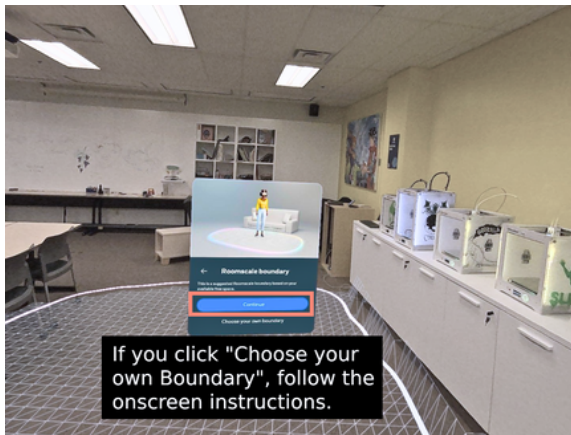 Roomscale boundary
This is a suggested Roomscale boundary based on your
available free space.
Continue
Choose your own boundary
If you click "Choose your
own Boundary", follow the
onscreen instructions.